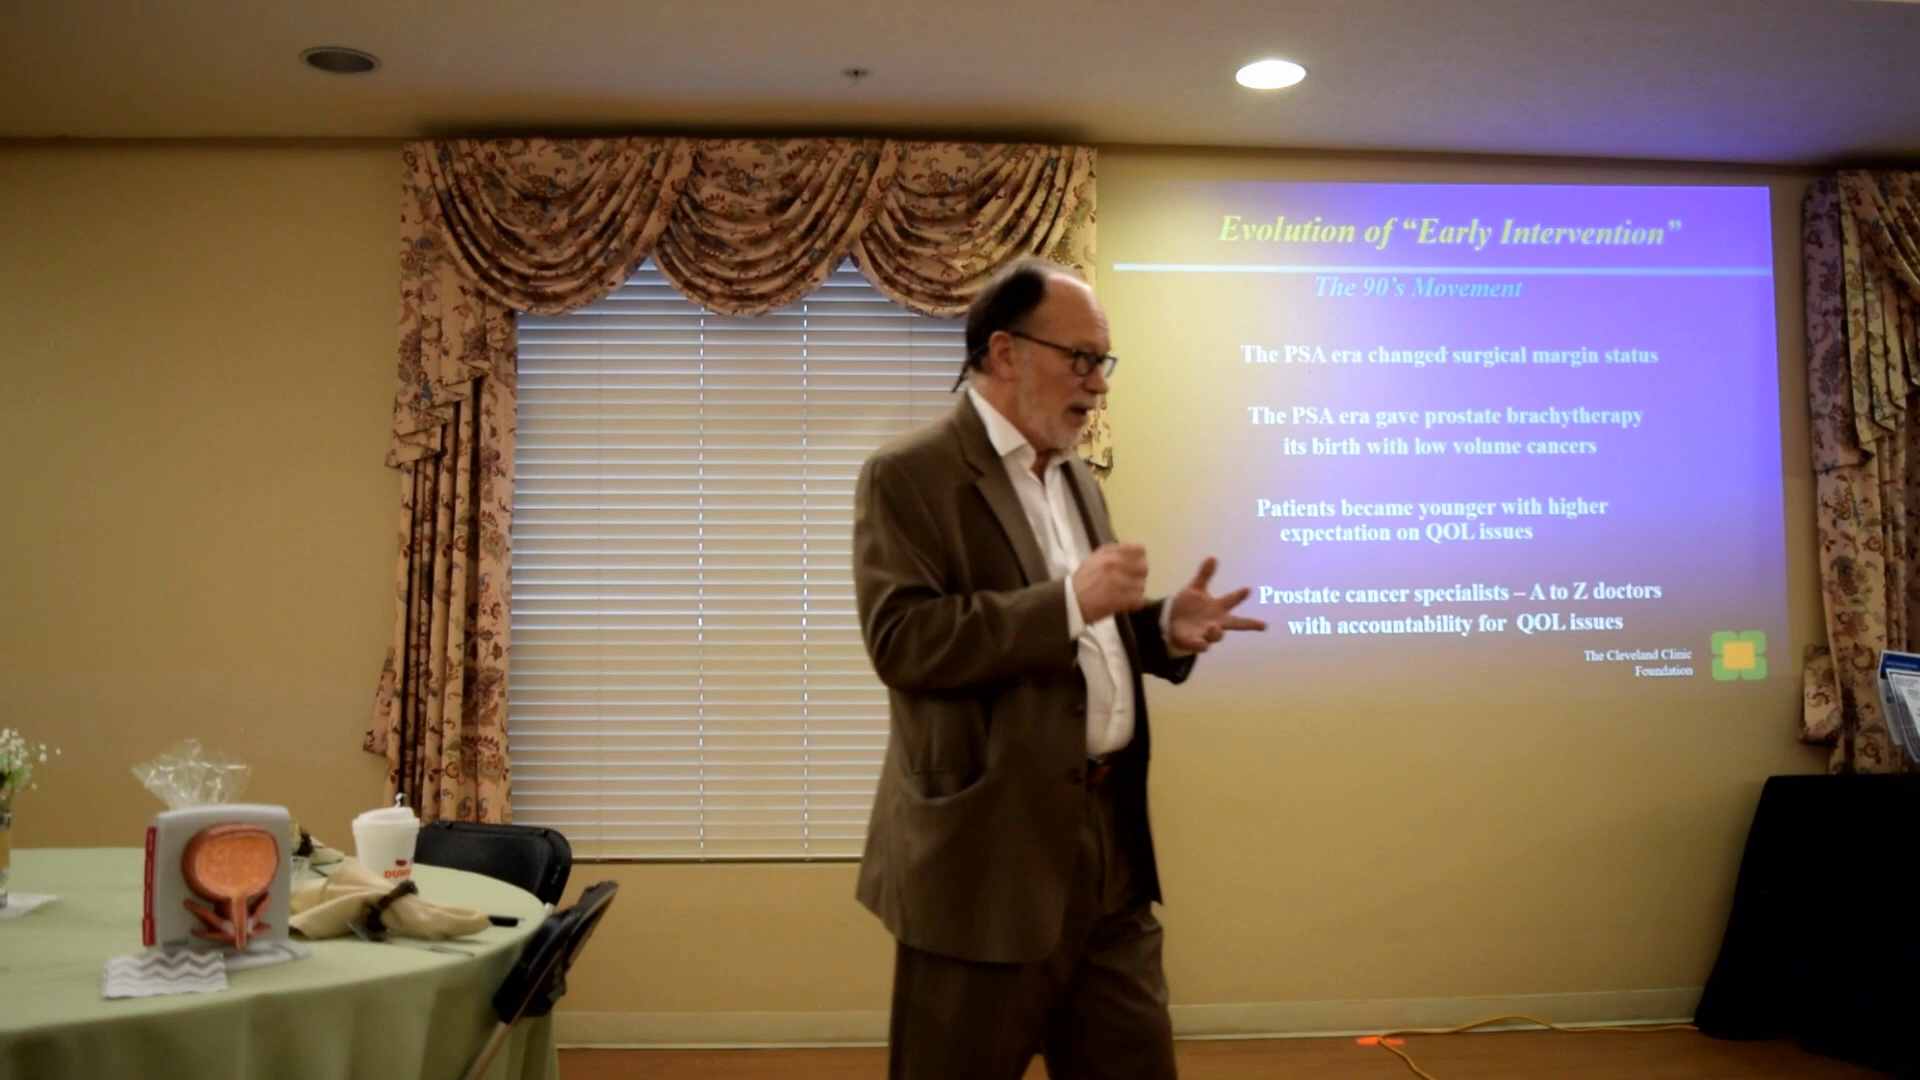 Evolution of “Early Intervention”
The 90’s Movement
The PSA era changed surgical margin status
The PSA era gave prostate brachytherapy
its birth with low volume cancers
Patients became younger with higher
expectation on QOL issues
Prostate cancer specialists – A to Z doctors
with accountability for QOL issues
The Cleveland Clinic
Foundation